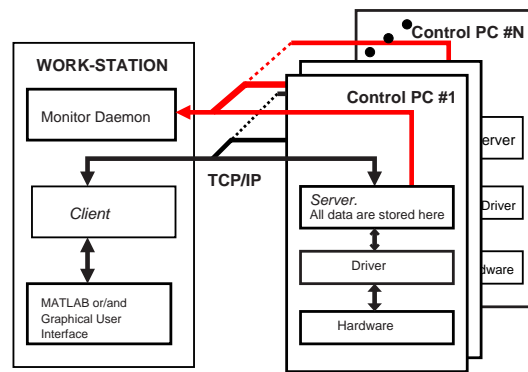 Control PC #N
WORK-STATION
Control PC #1
Monitor Daemon
TCP/IP
Client
Server.
All data are stored here
Driver
Hardware
MATLAB or/and
Graphical User
Interface
erver
Driver
dware